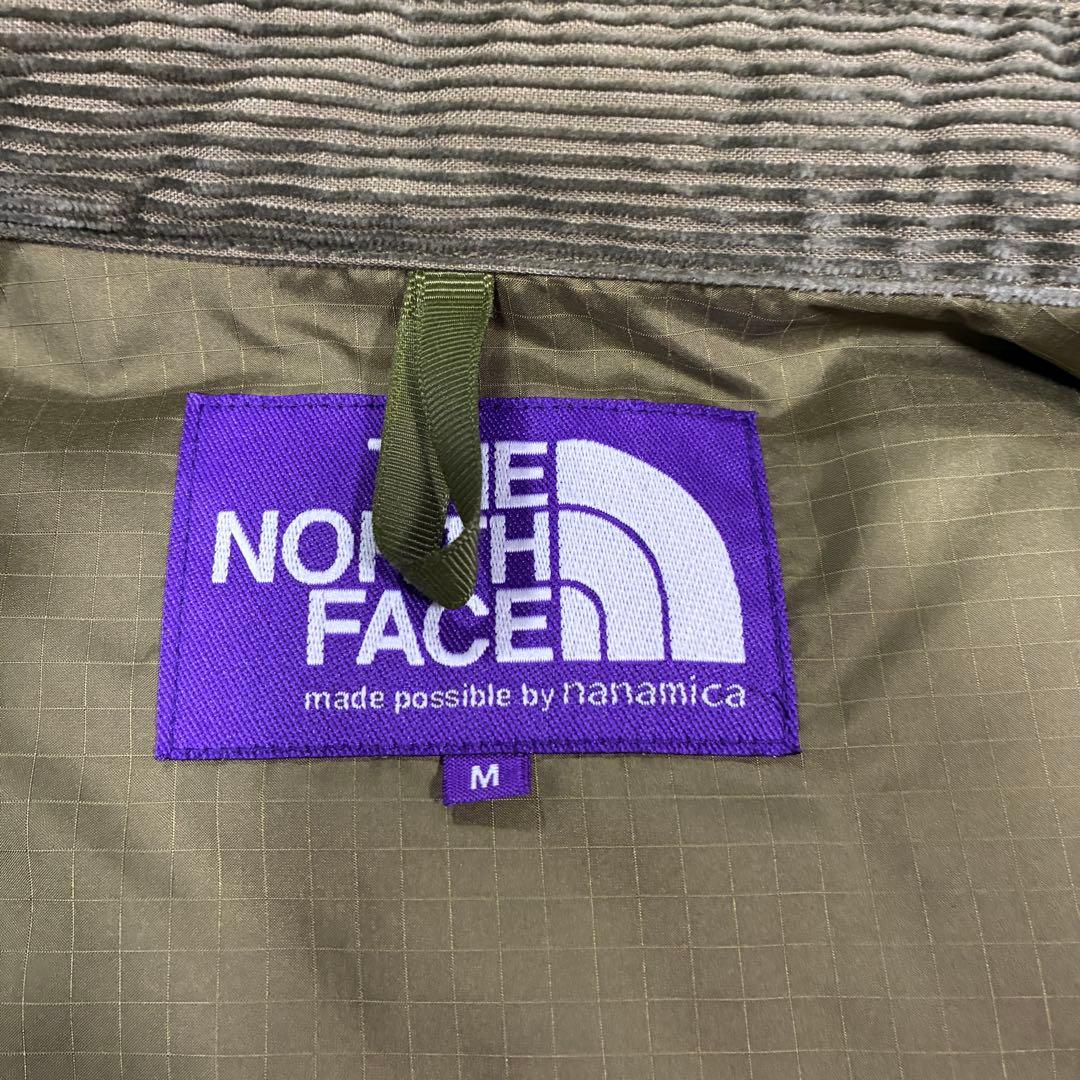 THE
NORTH
FACE
made possible by nanamica
M